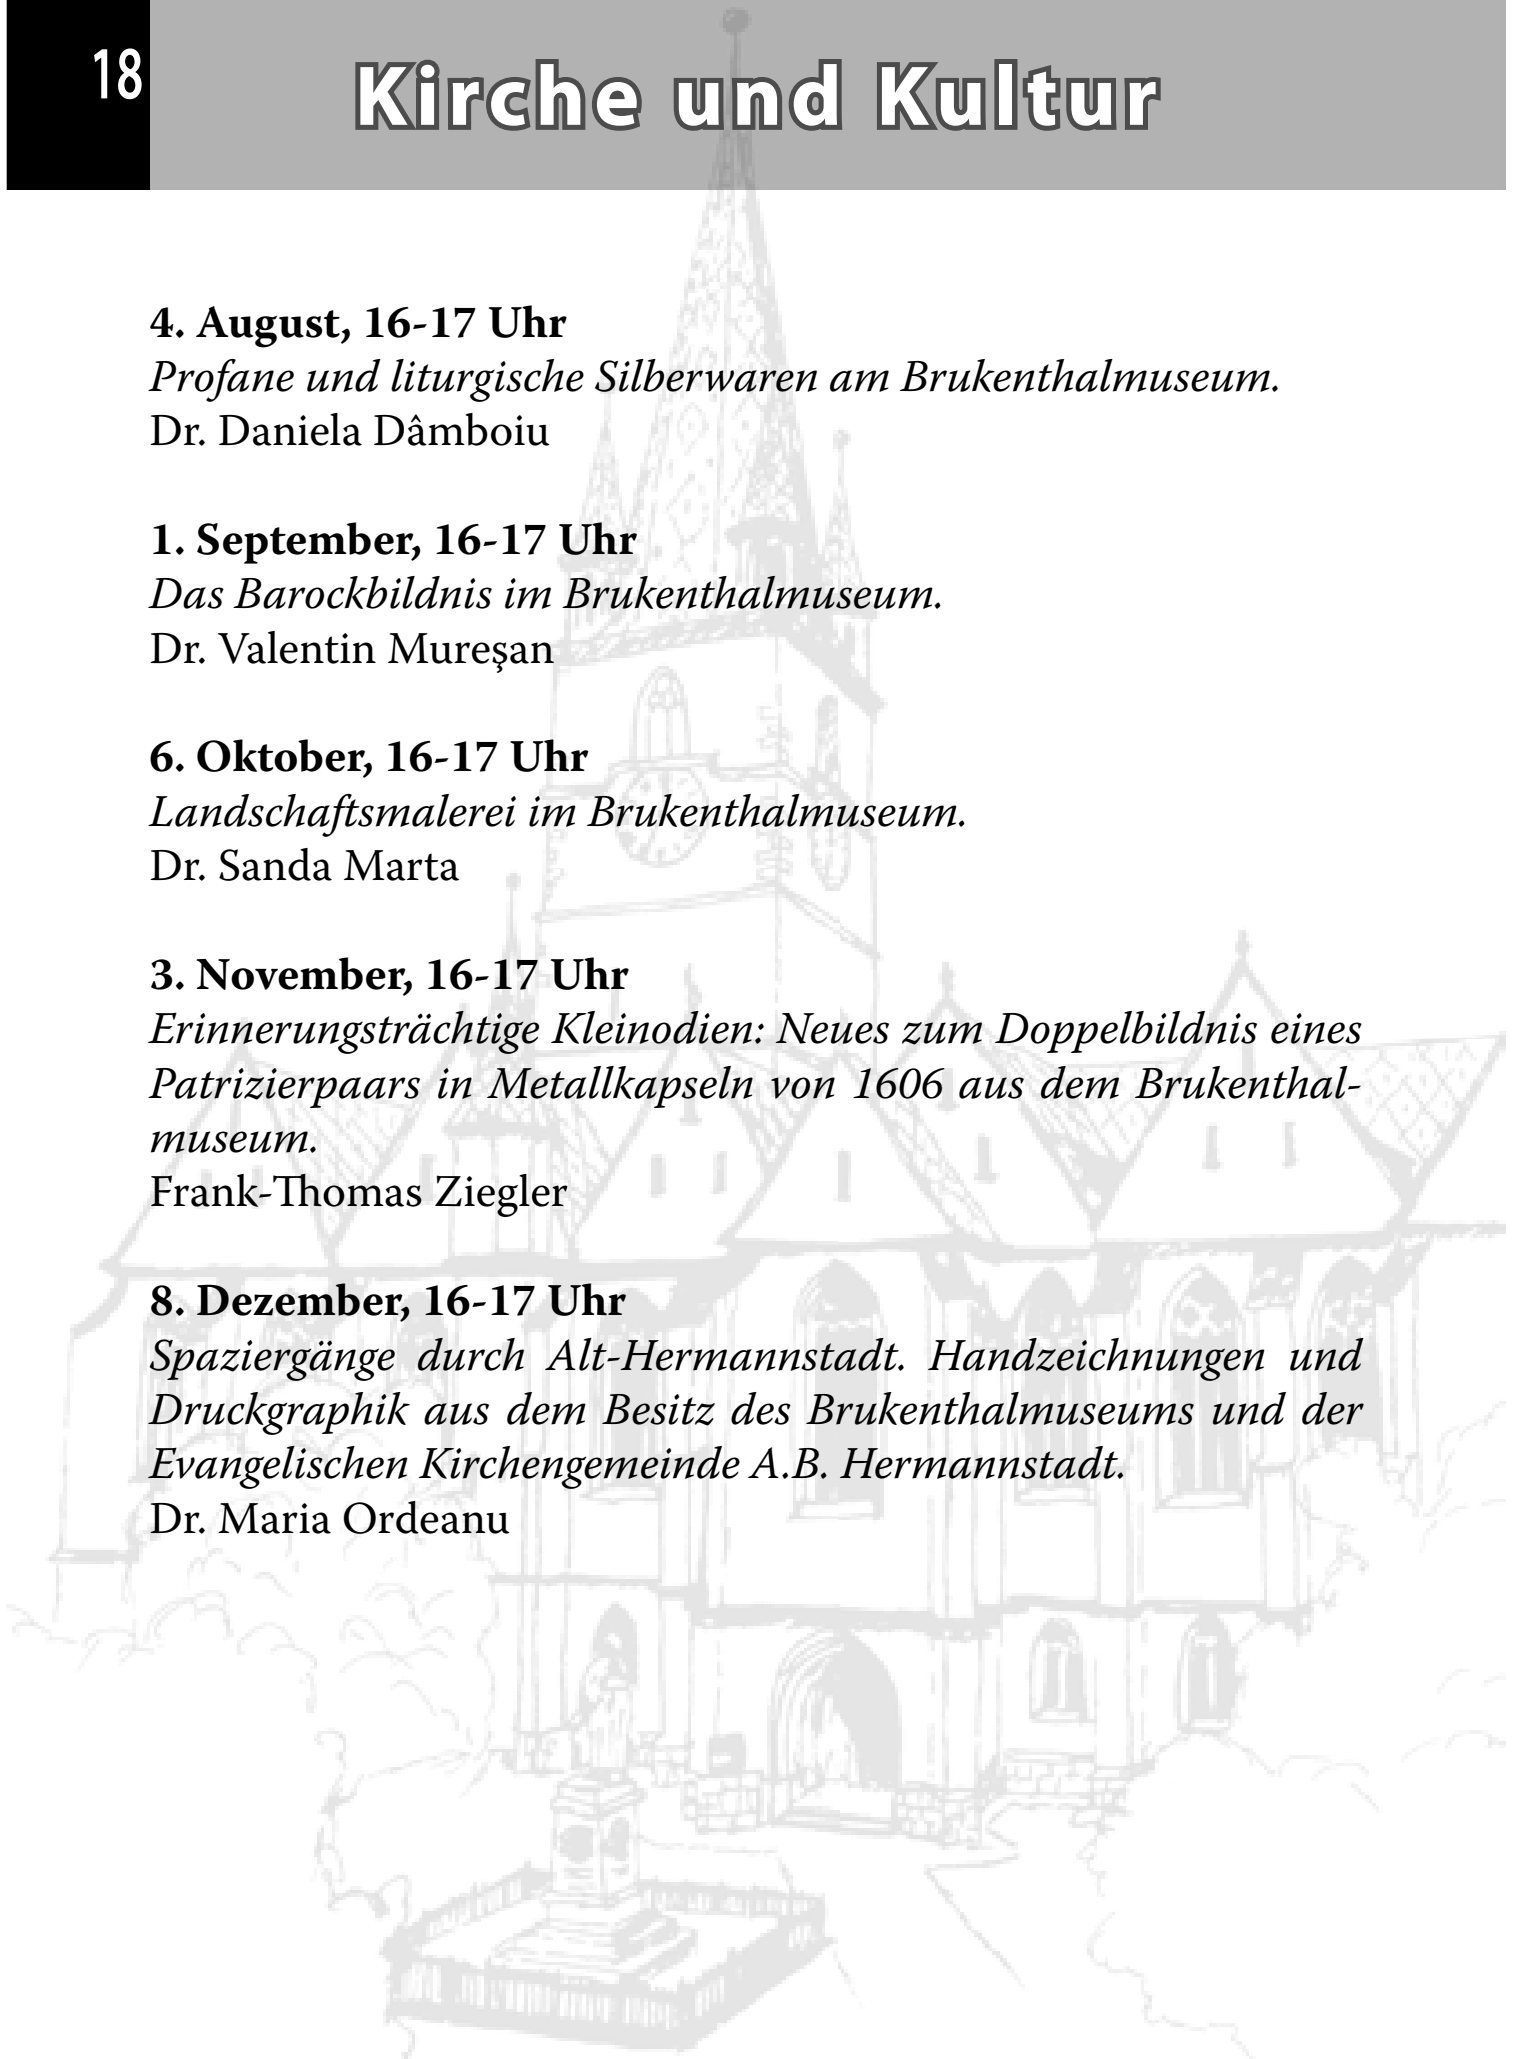 18
Kirche und Kultur
4. August, 16-17 Uhr
Profane und liturgische Silberwaren am Brukenthalmuseum.
Dr. Daniela Dâmboiu
1. September, 16-17 Uhr
Das Barockbildnis im Brukenthalmuseum.
Dr. Valentin Mureşan
6. Oktober, 16-17 Uhr
Landschaftsmalerei im Brukenthalmuseum.
Dr. Sanda Marta
3. November, 16-17 Uhr
Erinnerungsträchtige Kleinodien: Neues zum Doppelbildnis eines
Patrizierpaars in Metallkapseln von 1606 aus dem Brukenthal-
museum.
Frank-Thomas Ziegler
8. Dezember, 16-17 Uhr
Spaziergänge durch Alt-Hermannstadt. Handzeichnungen und
Druckgraphik aus dem Besitz des Brukenthalmuseums und der
Evangelischen Kirchengemeinde A.B. Hermannstadt.
Dr. Maria Ordeanu